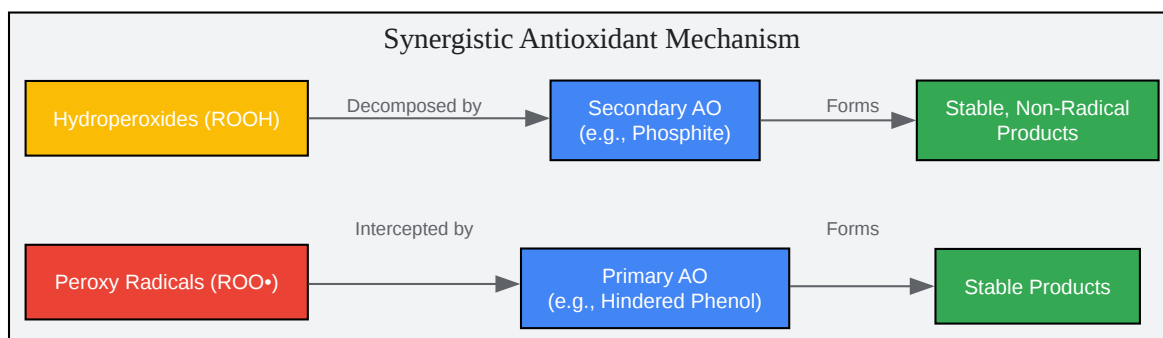 Synergistic Antioxidant Mechanism
Hydroperoxides (ROOH)
Decomposed by
Secondary AO
(e.g., Phosphite)
Forms
Stable, Non-Radical
Products
Peroxy Radicals (ROO•)
Intercepted by
Primary AO
(e.g., Hindered Phenol)
Forms
Stable Products